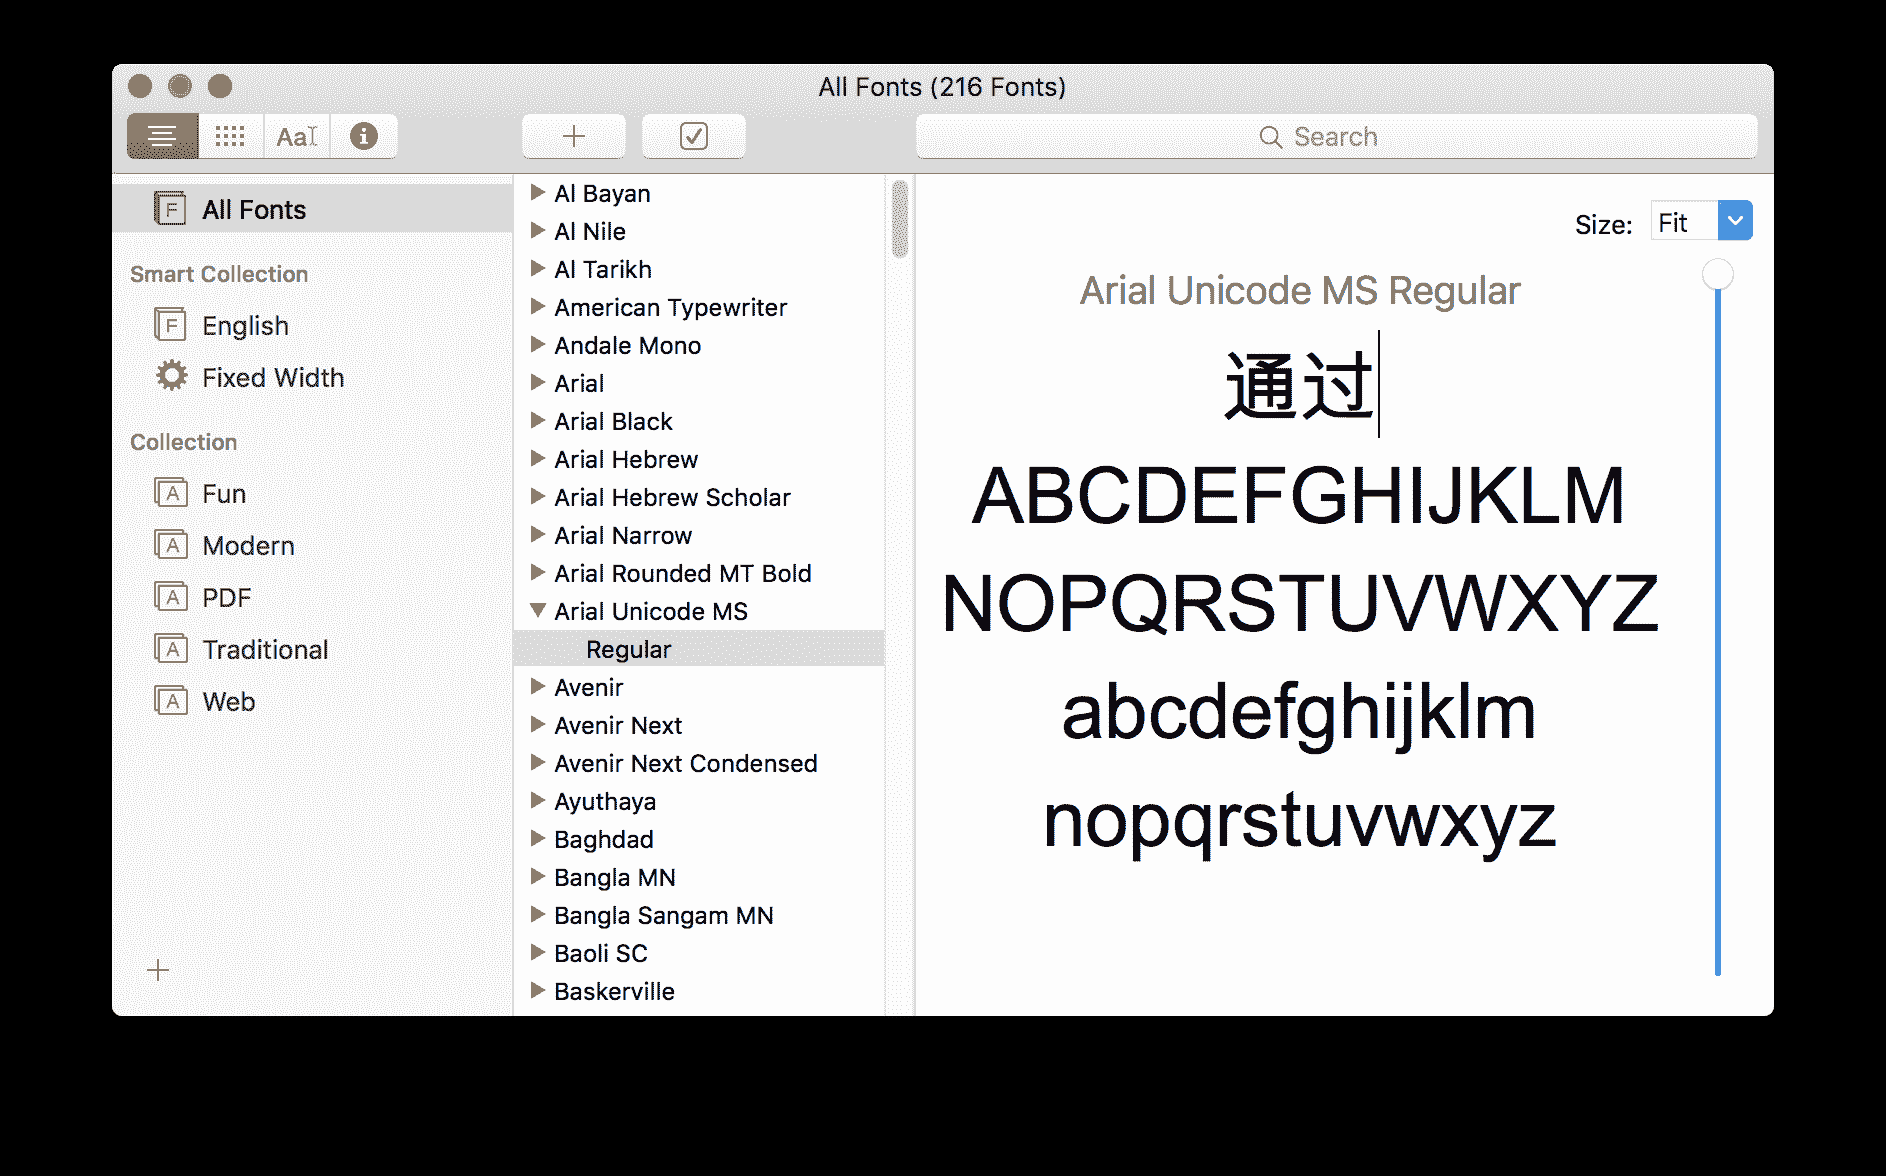 All Fonts (216 Fonts)
Aa
Search
All Fonts
Smart Collection
English
Fixed Width
Collection
Fun
Modern
PDF
Traditional
Web
Al Bayan
Al Nile
Al Tarikh
American Typewriter
Andale Mono
Arial
Arial Black
Arial Hebrew
Arial Hebrew Scholar
Arial Narrow
Arial Rounded MT Bold
Arial Unicode MS
Regular
Avenir
Avenir Next
Avenir Next Condensed
Ayuthaya
Baghdad
Bangla MN
Bangla Sangam MN
Baoli SC
Baskerville
Size: Fit
Arial Unicode MS Regular
通过
ABCDEFGHIJKLM
NOPQRSTUVWXYZ
abcdefghijklm
nopqrstuvwxyz